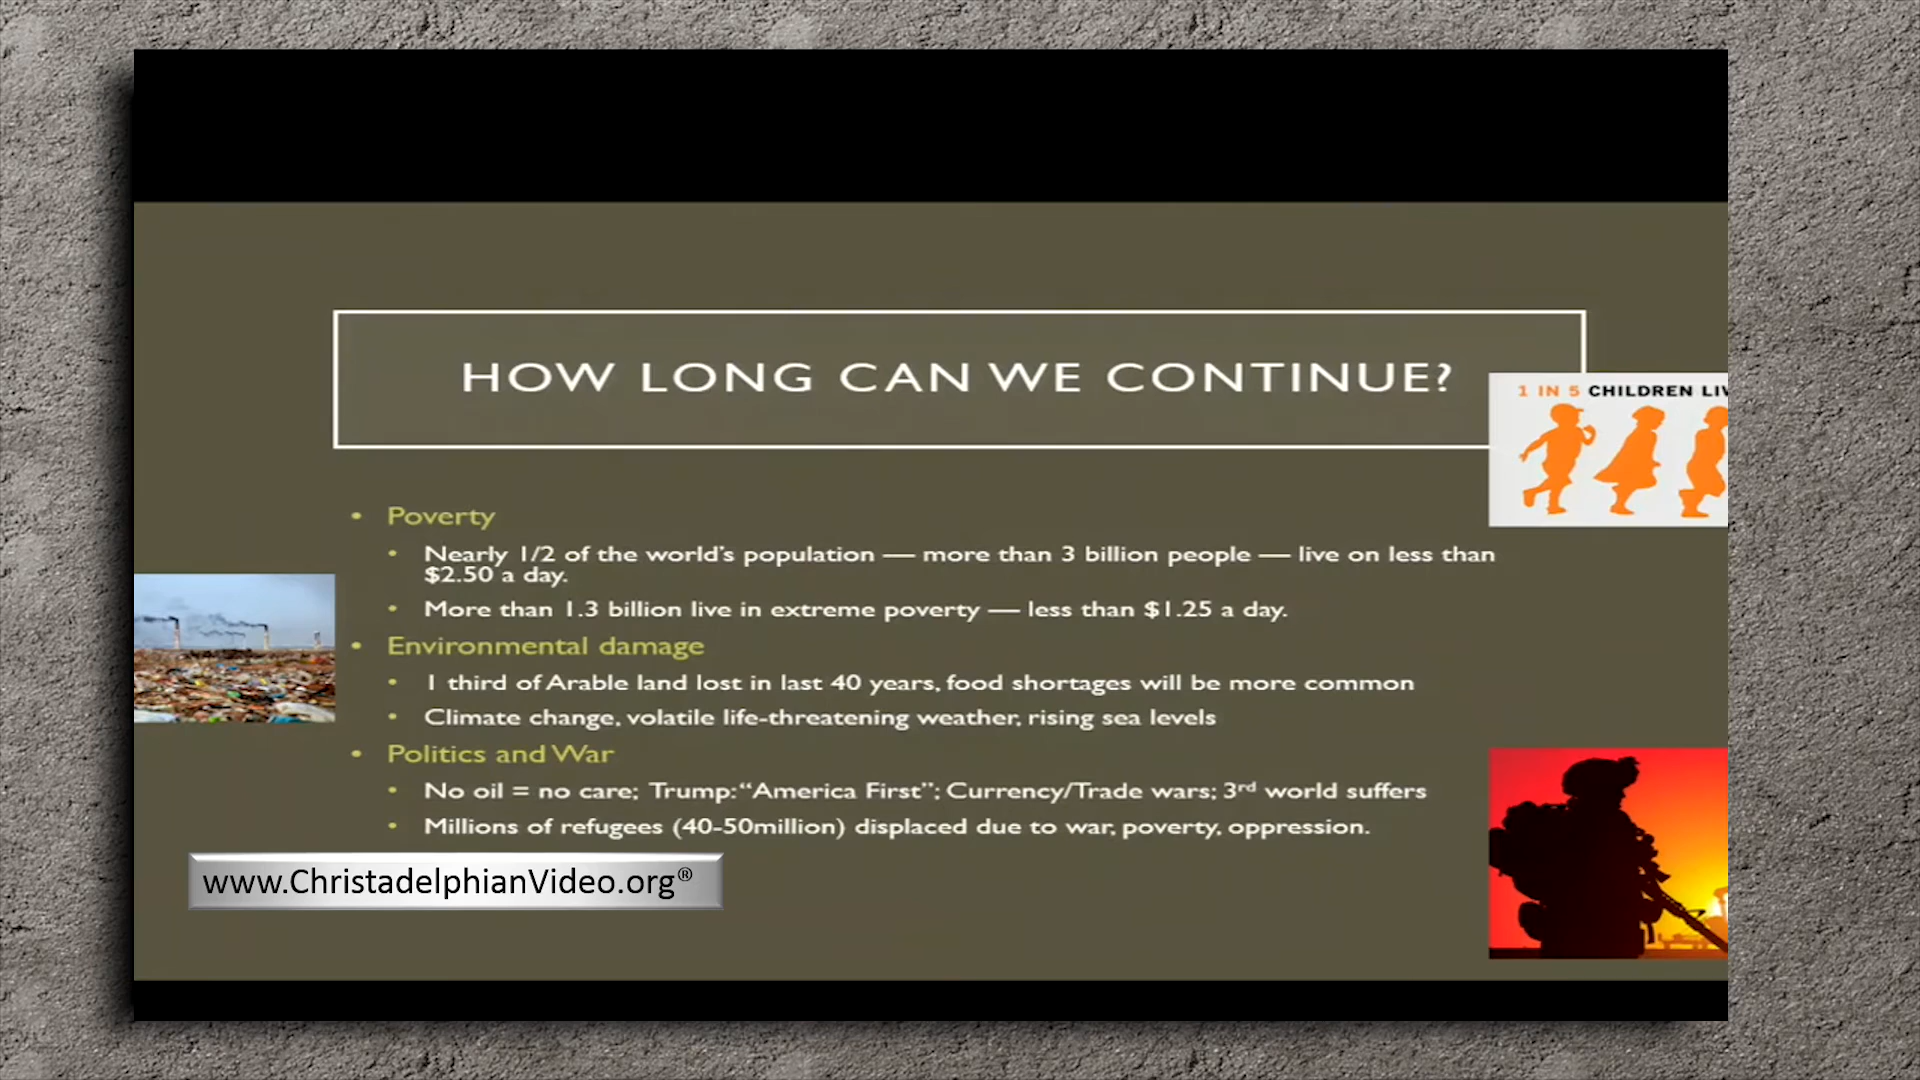 HOW LONG CAN WE CONTINUE?
1 IN 5 CHILDREN
• Poverty
• Nearly 1/2 of the world's population — more than 3 billion people — live on less than
$2.50 a day.
• More than 1.3 billion live in extreme poverty — less than $1.25 a day.
• Environmental damage
• 1 third of Arable land lost in last 40 years, food shortages will be more common
• Climate change, volatile life-threatening weather, rising sea levels
• Politics and War
• No oil = no care; Trump: “America First”; Currency/Trade wars; 3rd world suffers
• Millions of refugees (40-50million) displaced due to war, poverty, oppression.
www.ChristadelphianVideo.org®